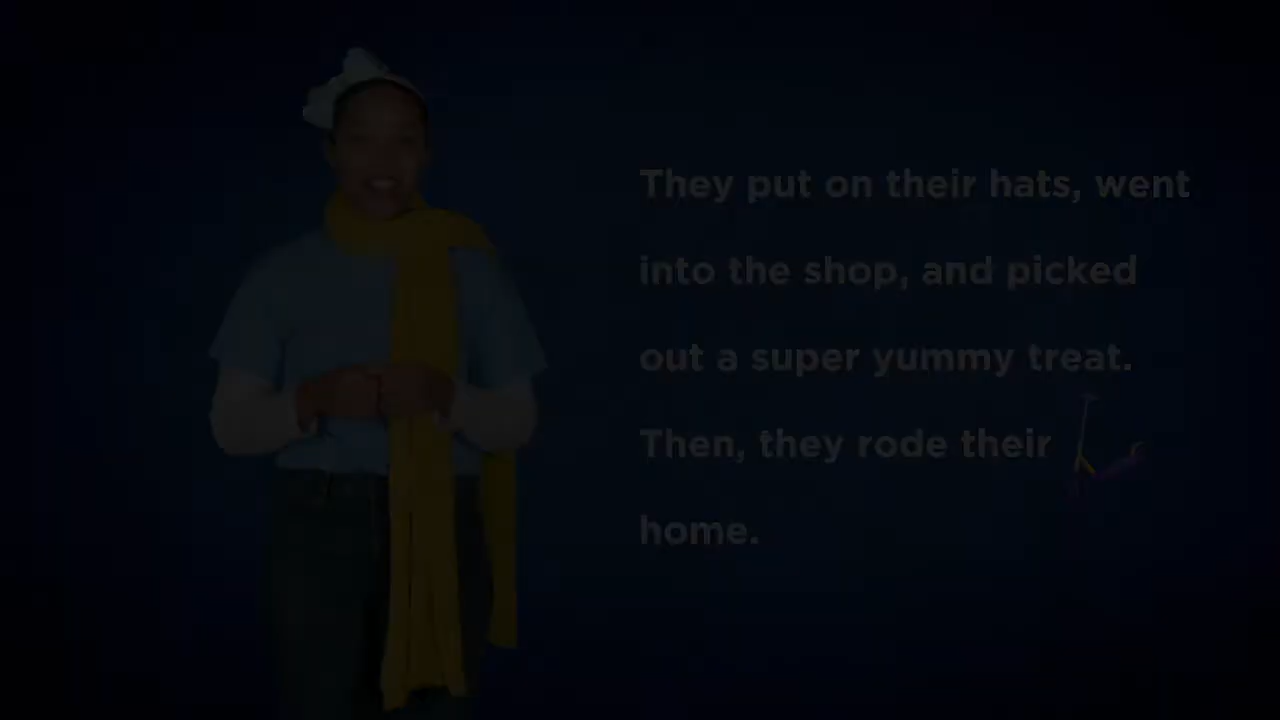 They put on their hats, went
into the shop, and picked
out a super yummy treat.
Then, they rode their
home.